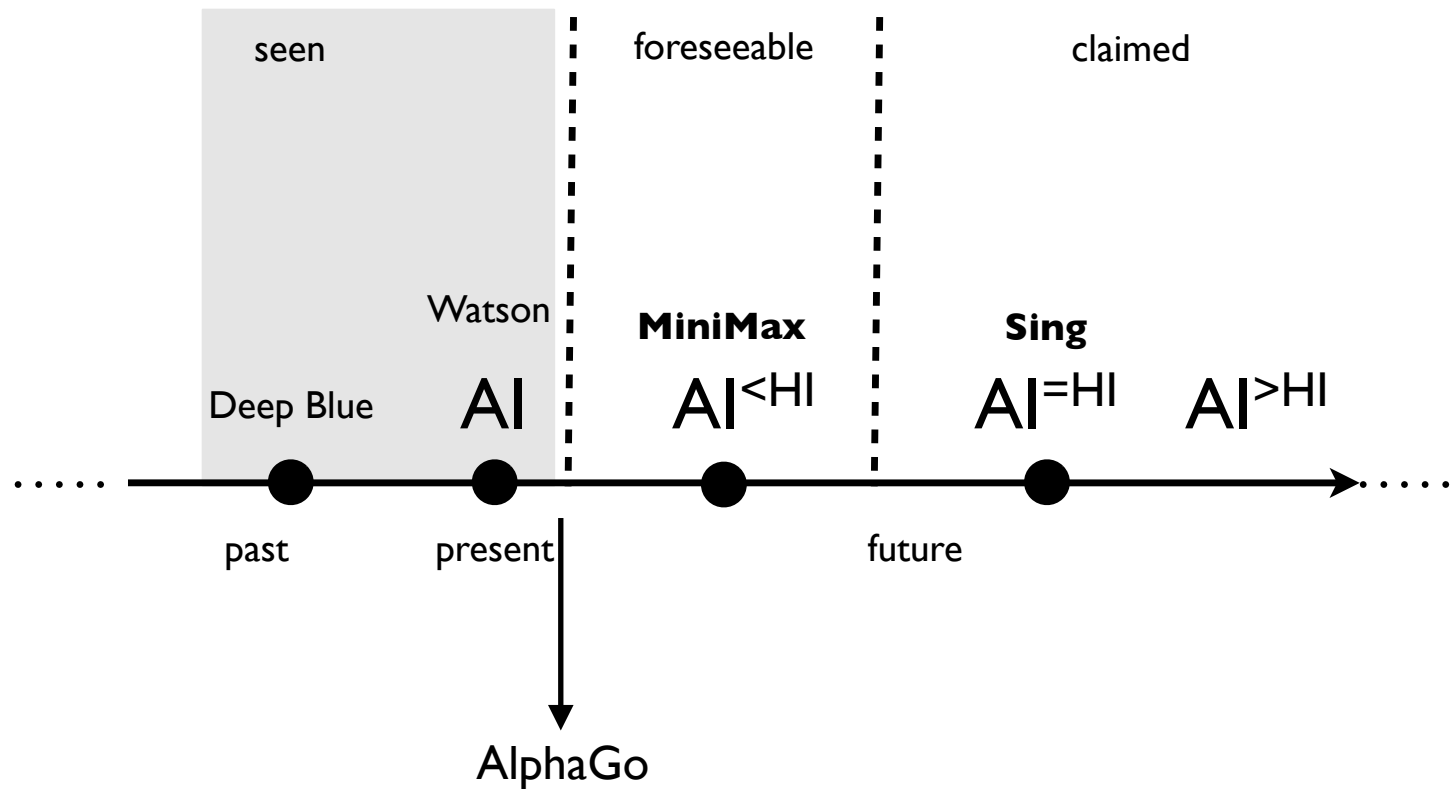 seen
foreseeable
claimed
Watson
MiniMax
Sing
Deep Blue
AI
AI<HI
AI=HI
AI>HI
past
present
future
AlphaGo